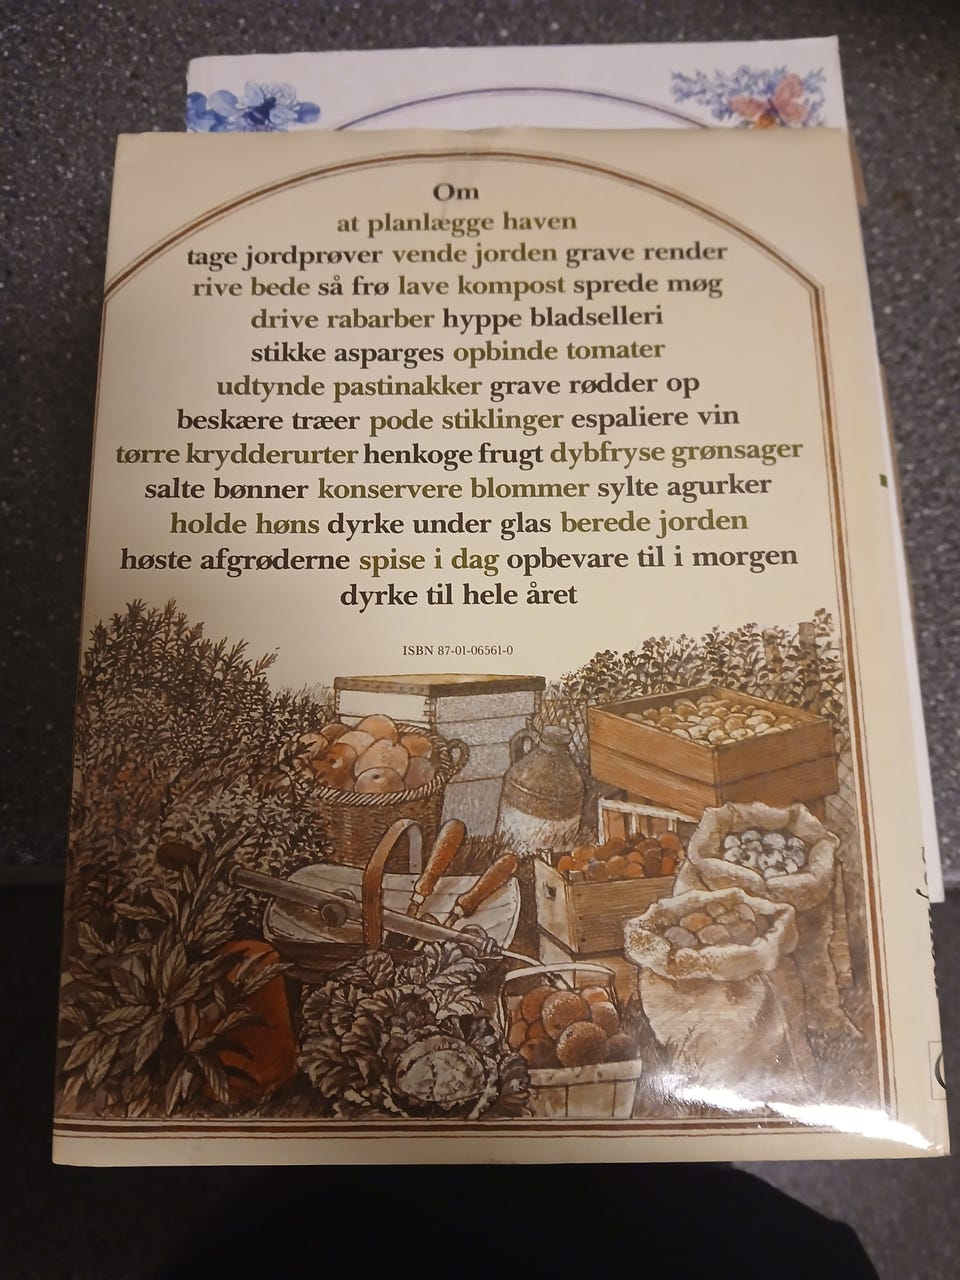 Om
at planlægge haven
tage jordprøver vende jorden grave render
rive bede så frø lave kompost sprede møg
drive rabarber hyppe bladselleri
stikke asparges opbinde tomater
udtynde pastinakker grave rødder op
beskære træer pode stiklinger espaliere vin
tørre krydderurter henkoge frugt dybfryse grønsager
salte bønner konservere blommer sylte agurker
holde høns dyrke under glas berede jorden
høste afgrøderne spise i dag opbevare til i morgen
dyrke til hele året
ISBN 87-01-06561-0